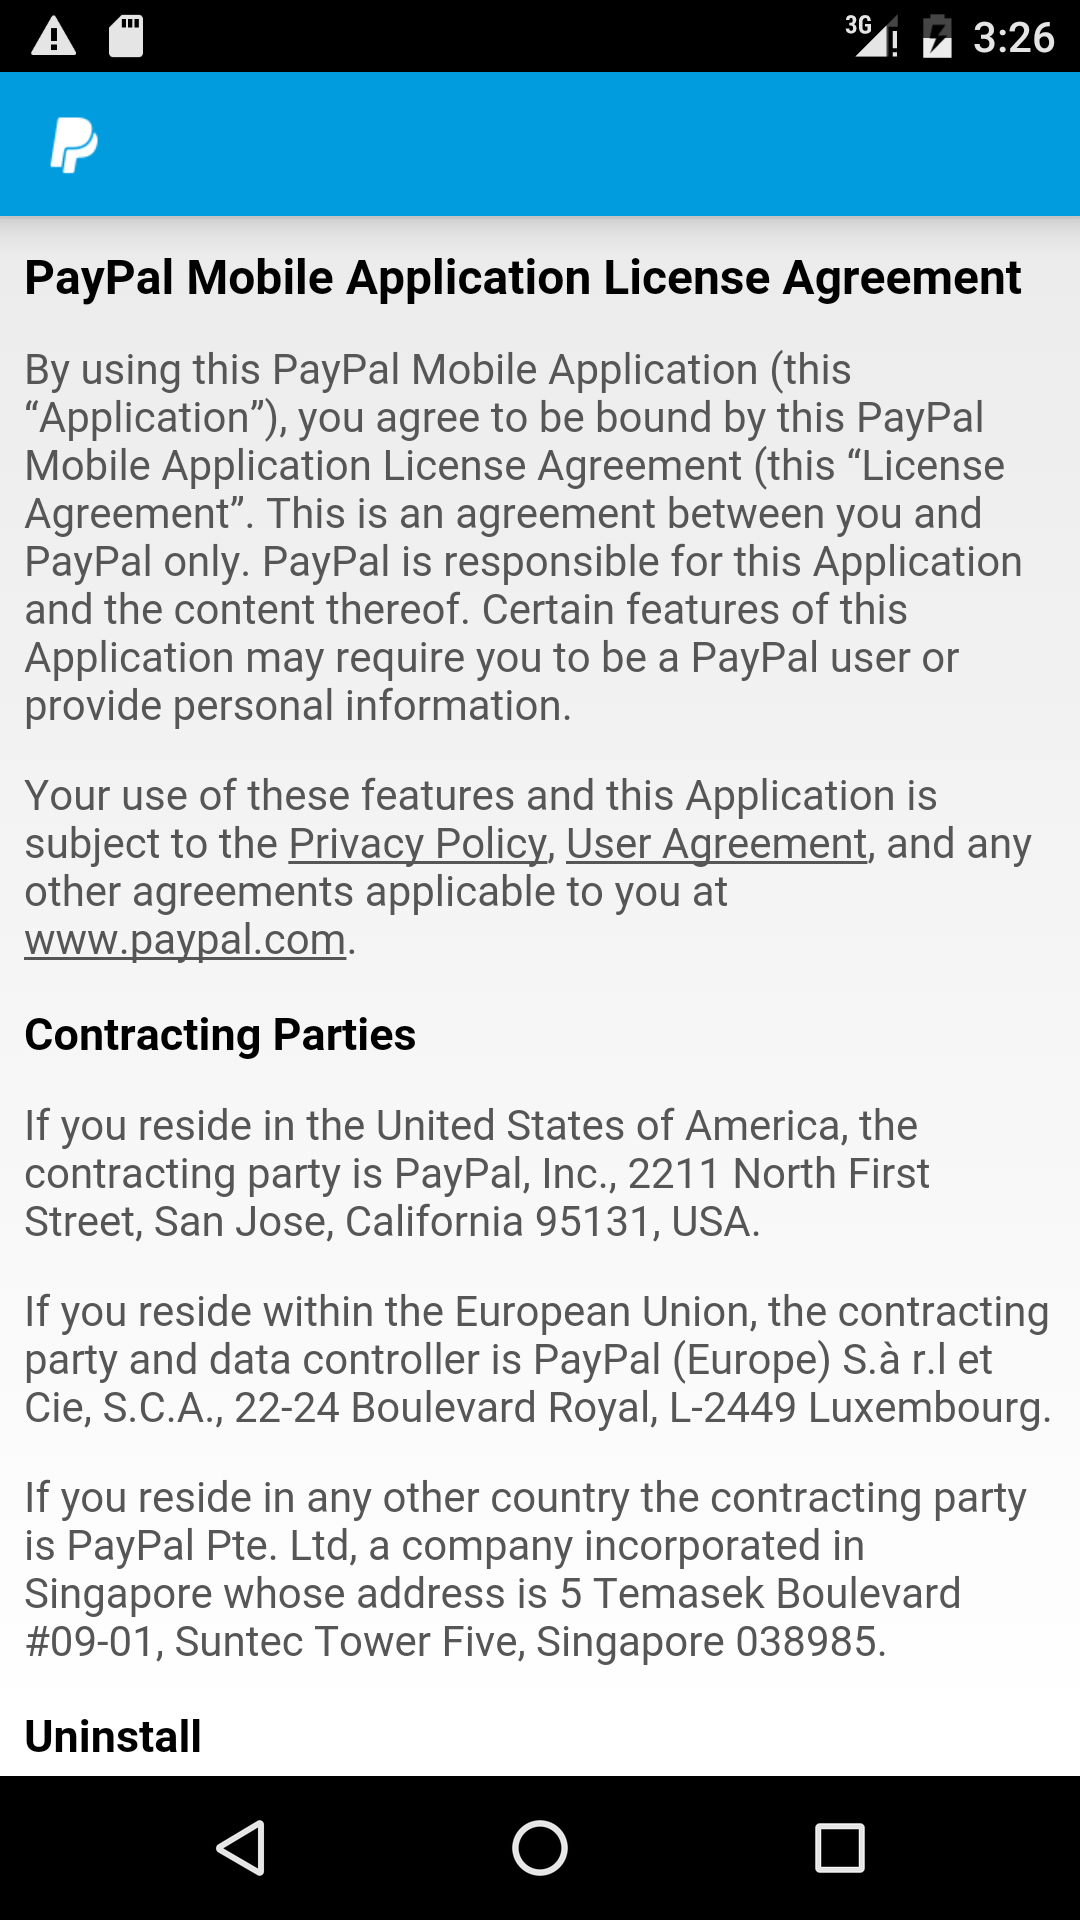 3G 3:26
PayPal Mobile Application License Agreement
By using this PayPal Mobile Application (this
“Application”), you agree to be bound by this PayPal
Mobile Application License Agreement (this “License
Agreement”. This is an agreement between you and
PayPal only. PayPal is responsible for this Application
and the content thereof. Certain features of this
Application may require you to be a PayPal user or
provide personal information.
Your use of these features and this Application is
subject to the Privacy Policy, User Agreement, and any
other agreements applicable to you at
www.paypal.com.
Contracting Parties
If you reside in the United States of America, the
contracting party is PayPal, Inc., 2211 North First
Street, San Jose, California 95131, USA.
If you reside within the European Union, the contracting
party and data controller is PayPal (Europe) S.à r.l et
Cie, S.C.A., 22-24 Boulevard Royal, L-2449 Luxembourg.
If you reside in any other country the contracting party
is PayPal Pte. Ltd, a company incorporated in
Singapore whose address is 5 Temasek Boulevard
#09-01, Suntec Tower Five, Singapore 038985.
Uninstall